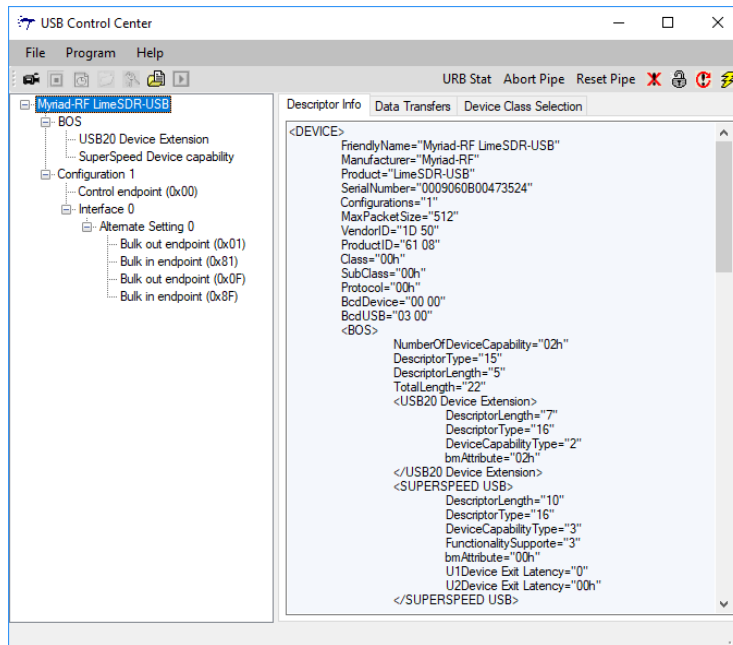 USB Control Center
File Program Help
URB Stat Abort Pipe Reset Pipe
Myriad-RF LimeSDR-USB
BOS
USB20 Device Extension
SuperSpeed Device capability
Configuration 1
Control endpoint (0x00)
Interface 0
Alternate Setting 0
Bulk out endpoint (0x01)
Bulk in endpoint (0x81)
Bulk out endpoint (0x0F)
Bulk in endpoint (0x8F)
Descriptor Info Data Transfers Device Class Selection
<DEVICE>
FriendlyName="Myriad-RF LimeSDR-USB"
Manufacturer="Myriad-RF"
Product="LimeSDR-USB"
SerialNumber="0009060B00473524"
Configurations="1"
MaxPacketSize="512"
VendorID="1D 50"
ProductID="61 08"
Class="00h"
SubClass="00h"
Protocol="00h"
BcdDevice="00 00"
BcdUSB="03 00"
<BOS>
NumberOfDeviceCapability="02h"
DescriptorType="15"
DescriptorLength="5"
TotalLength="22"
<USB20 Device Extension>
DescriptorLength="7"
DescriptorType="16"
DeviceCapabilityType="2"
bmAttribute="02h"
</USB20 Device Extension>
<SUPERSPEED USB>
DescriptorLength="10"
DescriptorType="16"
DeviceCapabilityType="3"
FunctionalitySupporte="3"
bmAttribute="00h"
U1Device Exit Latency="0"
U2Device Exit Latency="00h"
</SUPERSPEED USB>